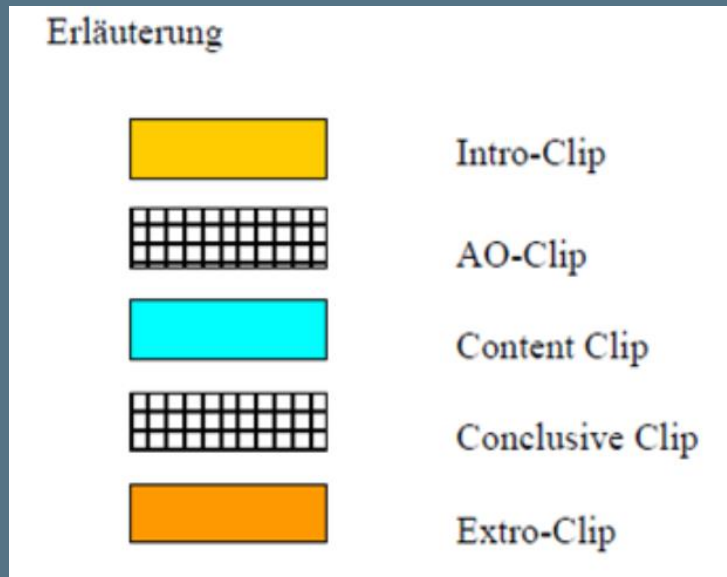 Erläuterung
Intro-Clip
AO-Clip
Content Clip
Conclusive Clip
Extro-Clip